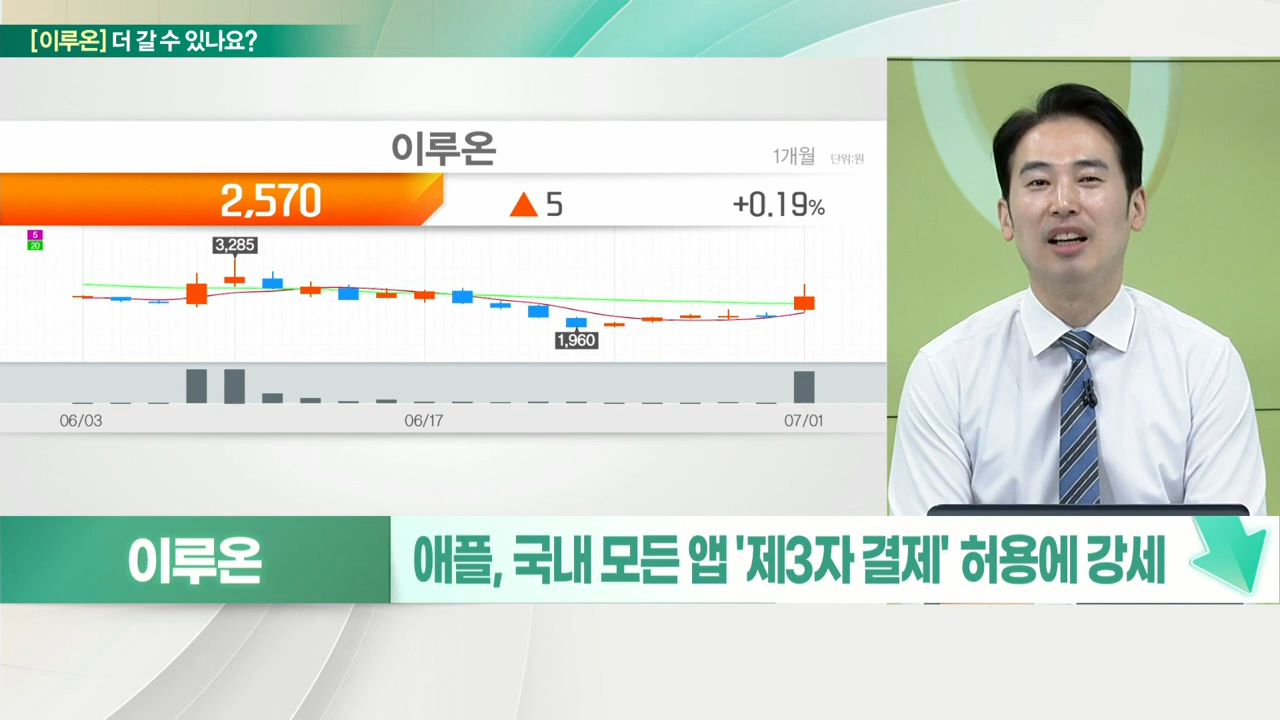 [이루온] 더 갈 수 있나요?
이루온
1개월 단위:원
2,570 ▲ 5 +0.19%
5
20
3,285
1,960
06/03 06/17 07/01
이루온
애플, 국내 모든 앱 '제3자 결제' 허용에 강세